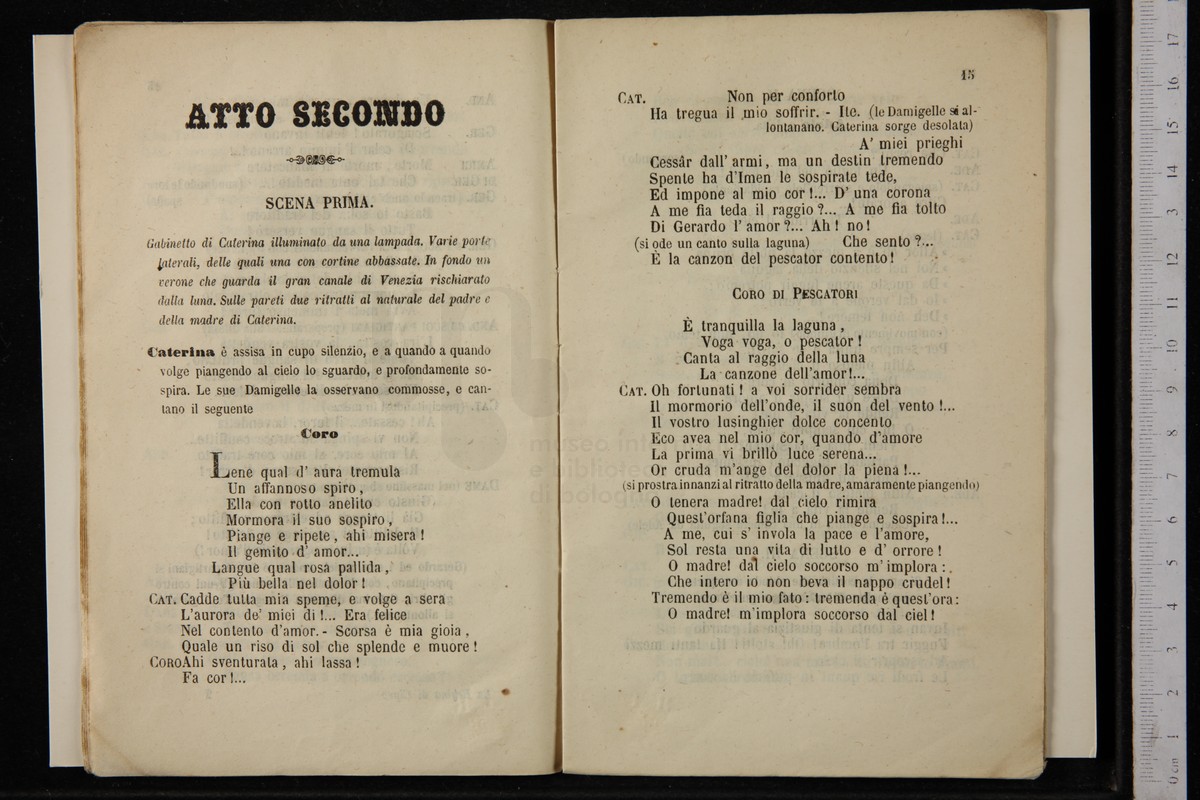 ATTO SECONDO
SCENA PRIMA.
Gabinetto di Caterina illuminato da una lampada. Varie porte
laterali, delle quali una con cortine abbassate. In fondo un
verone che guarda il gran canale di Venezia rischiarato
dalla luna. Sulle pareti due ritratti al naturale del padre e
della madre di Caterina.
Caterina è assisa in cupo silenzio, e a quando a quando
volge piangendo al cielo lo sguardo, e profondamente so-
spira. Le sue Damigelle la osservano commosse, e can-
tano il seguente
Coro
Lene qual d' aura tremula
Un affannoso spiro,
Ella con rotto anelito
Mormora il suo sospiro,
Piange e ripete, ahi misera!
Il gemito d' amor...
Langue qual rosa pallida,
Più bella nel dolor!
CAT. Cadde tutta mia speme, e volge a sera
L'aurora de' miei dì!... Era felice
Nel contento d'amor. - Scorsa è mia gioia,
Quale un riso di sol che splende e muore!
CORO Ahi sventurata, ahi lassa!
Fa cor!...
15
CAT. Non per conforto
Ha tregua il mio soffrir. - Ite. (le Damigelle si al-
lontanano. Caterina sorge desolata)
A' miei prieghi
Cessâr dall' armi, ma un destin tremendo
Spente ha d'Imen le sospirate tede,
Ed impone al mio cor!... D' una corona
A me fia teda il raggio?... A me fia tolto
Di Gerardo l' amor?... Ah! no!
(si ode un canto sulla laguna) Che sento?...
È la canzon del pescator contento!
CORO DI PESCATORI
È tranquilla la laguna,
Voga voga, o pescator!
Canta al raggio della luna
La canzone dell'amor!...
CAT. Oh fortunati! a voi sorrider sembra
Il mormorio dell'onde, il suon del vento!...
Il vostro lusinghier dolce concento
Eco avea nel mio cor, quando d'amore
La prima vi brillò luce serena...
Or cruda m'ange del dolor la piena!...
(si prostra innanzi al ritratto della madre, amaramente piangendo)
O tenera madre! dal cielo rimira
Quest'orfana figlia che piange e sospira!...
A me, cui s' invola la pace e l'amore,
Sol resta una vita di lutto e d' orrore!
O madre! dal cielo soccorso m' implora:
Che intero io non beva il nappo crudel!
Tremendo è il mio fato: tremenda è quest'ora:
O madre! m'implora soccorso dal ciel!